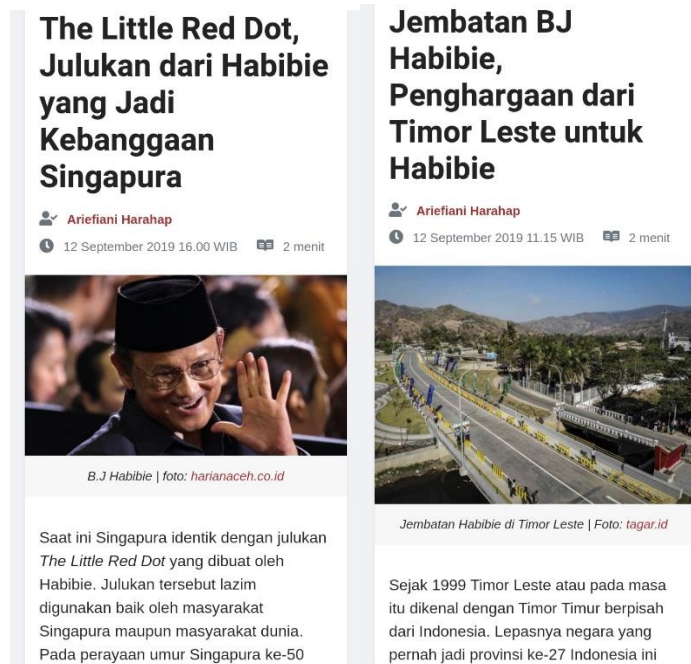 The Little Red Dot,
Julukan dari Habibie
yang Jadi
Kebanggaan
Singapura
Ariefiani Harahap
12 September 2019 16.00 WIB 2 menit
B.J Habibie | foto: harianaceh.co.id
Saat ini Singapura identik dengan julukan
The Little Red Dot yang dibuat oleh
Habibie. Julukan tersebut lazim
digunakan baik oleh masyarakat
Singapura maupun masyarakat dunia.
Pada perayaan umur Singapura ke-50
Jembatan BJ
Habibie,
Penghargaan dari
Timor Leste untuk
Habibie
Ariefiani Harahap
12 September 2019 11.15 WIB 2 menit
Jembatan Habibie di Timor Leste | Foto: tagar.id
Sejak 1999 Timor Leste atau pada masa
itu dikenal dengan Timor Timur berpisah
dari Indonesia. Lepasnya negara yang
pernah jadi provinsi ke-27 Indonesia ini